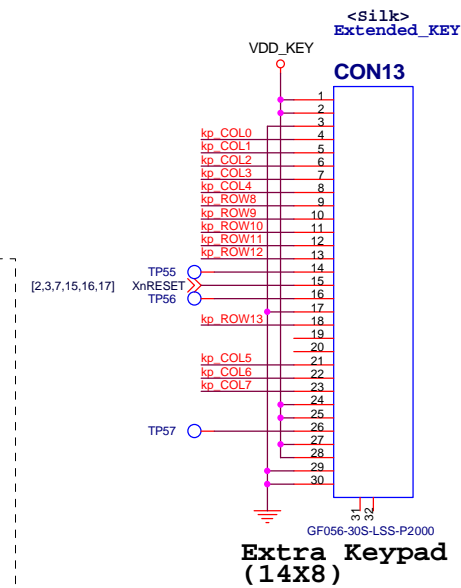 <Silk>
Extended_KEY
VDD_KEY
CON13
1
2
3
kp_COL0 4
kp_COL1 5
kp_COL2 6
kp_COL3 7
kp_COL4 8
kp_ROW8 9
kp_ROW9 10
kp_ROW10 11
kp_ROW11 12
kp_ROW12 13
TP55 14
[2,3,7,15,16,17] XnRESET 15
TP56 16
17
kp_ROW13 18
19
20
kp_COL5 21
kp_COL6 22
kp_COL7 23
24
25
TP57 26
27
28
29
30
31
32
GF056-30S-LSS-P2000
Extra Keypad
(14X8)